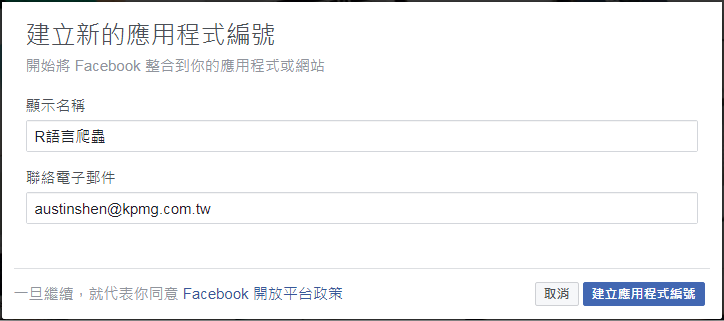 建立新的應用程式編號
開始將 Facebook 整合到你的應用程式或網站
顯示名稱
R語言爬蟲
聯絡電子郵件
austinshen@kpmg.com.tw
一旦繼續，就代表你同意 Facebook 開放平台政策
取消
建立應用程式編號